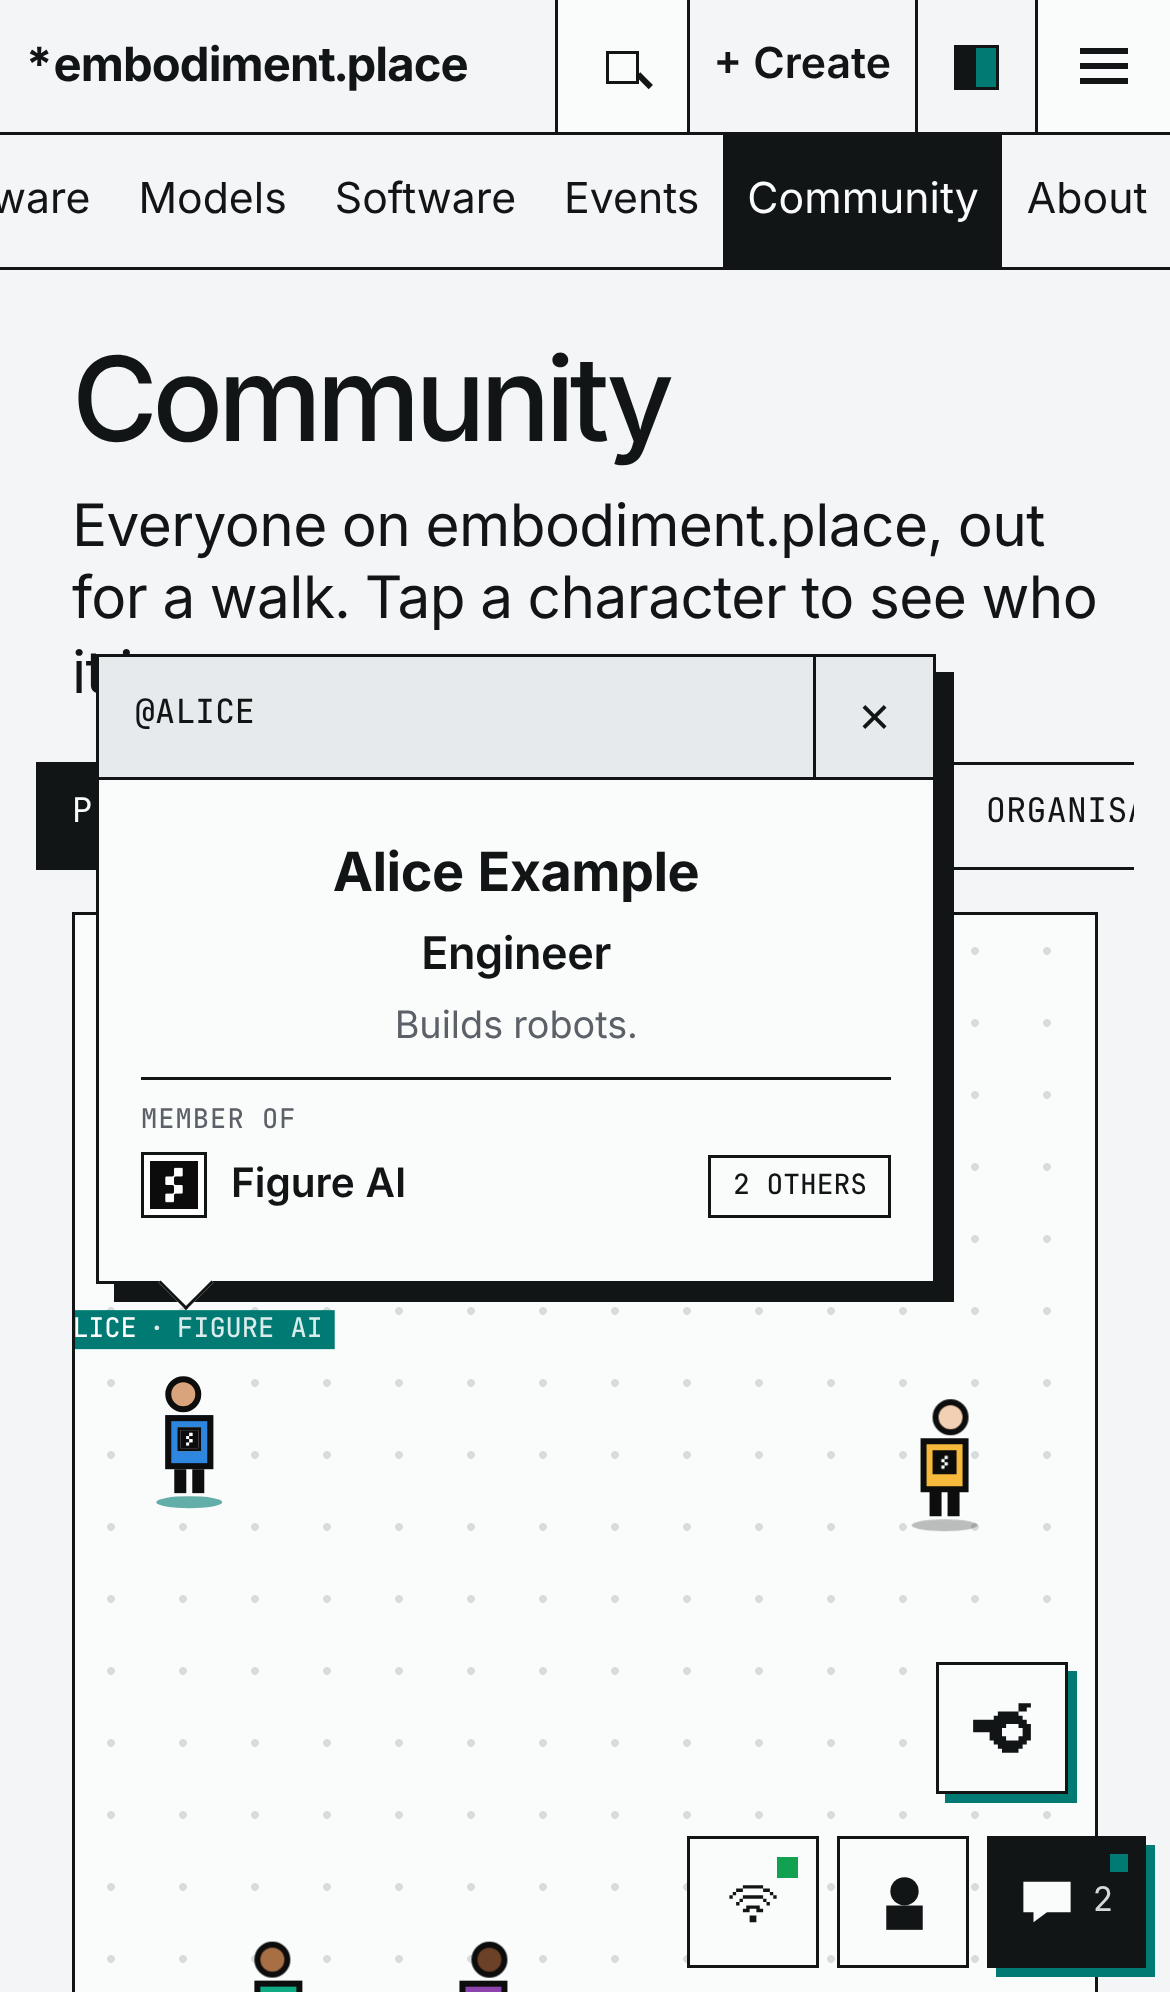 *embodiment.place
+ Create
ware Models Software Events Community About
Community
Everyone on embodiment.place, out
for a walk. Tap a character to see who
it
@ALICE
×
P
ORGANISA
Alice Example
Engineer
Builds robots.
MEMBER OF
Figure AI
2 OTHERS
LICE · FIGURE AI
2